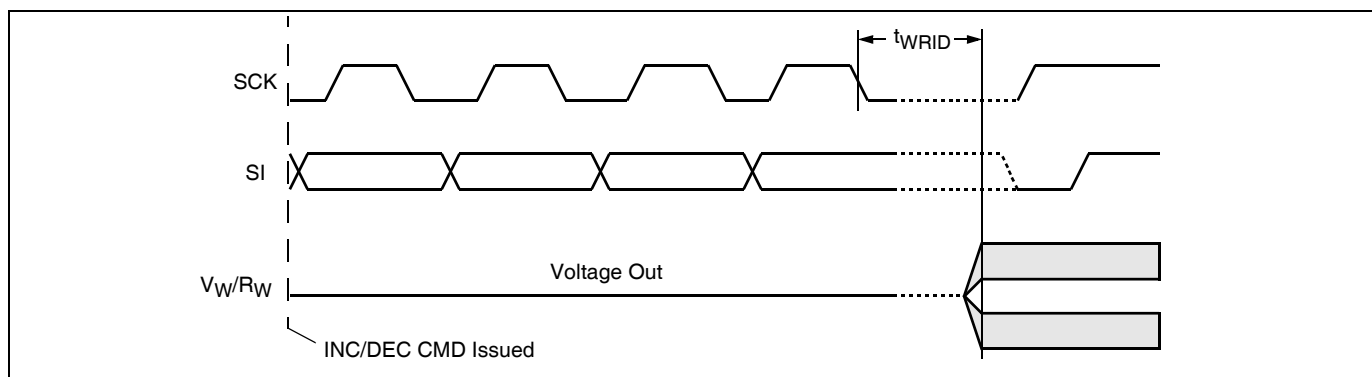 tWRID
SCK
SI
Voltage Out
VW/RW
INC/DEC CMD Issued